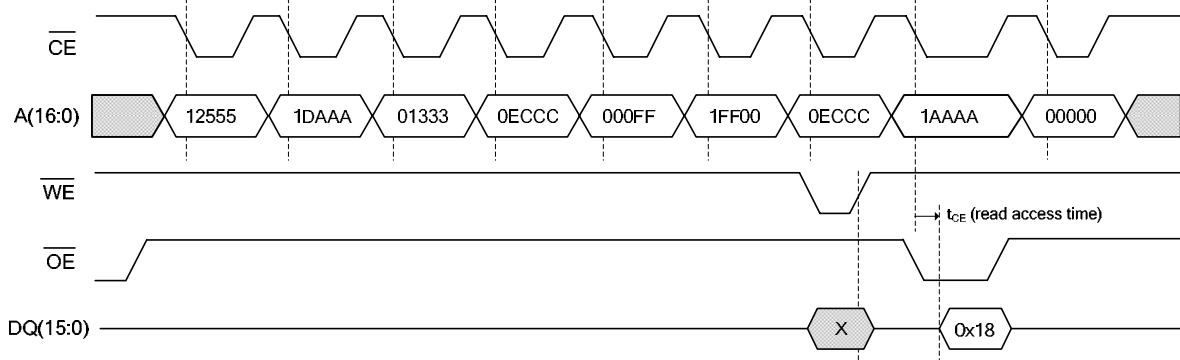 CE
A(16:0) 12555 1DAAA 01333 0ECCC 000FF 1FF00 0ECCC 1AAAA 00000
WE
tCE (read access time)
OE
DQ(15:0) X 0x18